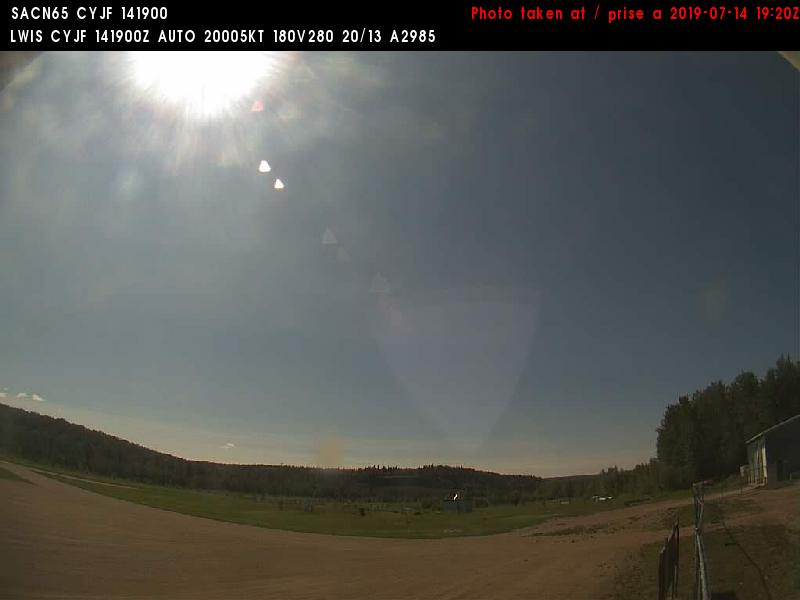 SACN65 CYJF 141900
Photo taken at / prise a 2019-07-14 19:20Z
LWIS CYJF 141900Z AUTO 20005KT 180V280 20/13 A2985